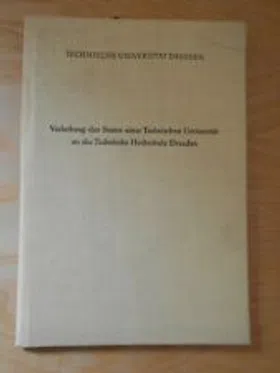 TECHNISCHE UNIVERSITÄT DRESDEN
Verleihung des Status einer Technischen Universität
an die Technische Hochschule Dresden